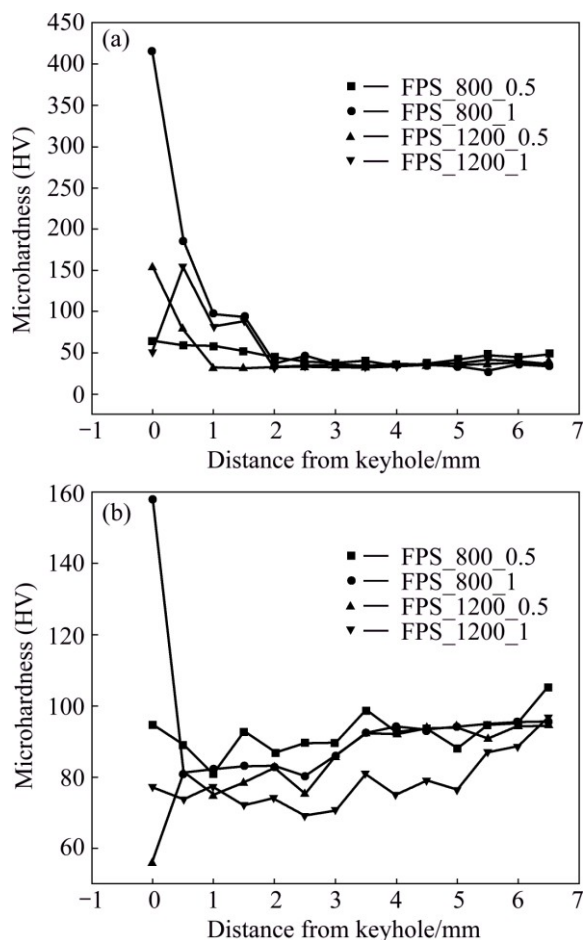 (a)
Microhardness (HV)
450
400
350
300
250
200
150
100
50
0
FPS_800_0.5
FPS_800_1
FPS_1200_0.5
FPS_1200_1
−1 0 1 2 3 4 5 6 7
Distance from keyhole/mm
(b)
Microhardness (HV)
160
140
120
100
80
60
FPS_800_0.5
FPS_800_1
FPS_1200_0.5
FPS_1200_1
−1 0 1 2 3 4 5 6 7
Distance from keyhole/mm